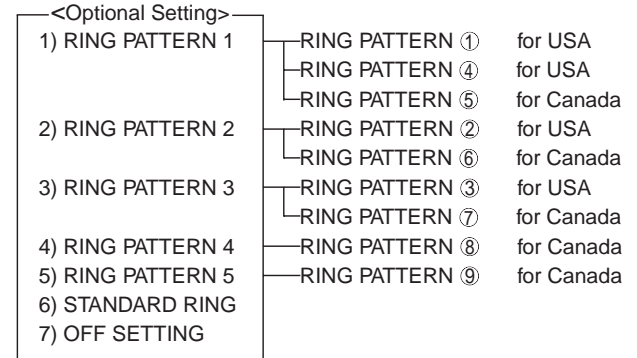 <Optional Setting>
1) RING PATTERN 1 RING PATTERN ① for USA
RING PATTERN ④ for USA
RING PATTERN ⑤ for Canada
2) RING PATTERN 2 RING PATTERN ② for USA
RING PATTERN ⑥ for Canada
3) RING PATTERN 3 RING PATTERN ③ for USA
RING PATTERN ⑦ for Canada
4) RING PATTERN 4 RING PATTERN ⑧ for Canada
5) RING PATTERN 5 RING PATTERN ⑨ for Canada
6) STANDARD RING
7) OFF SETTING